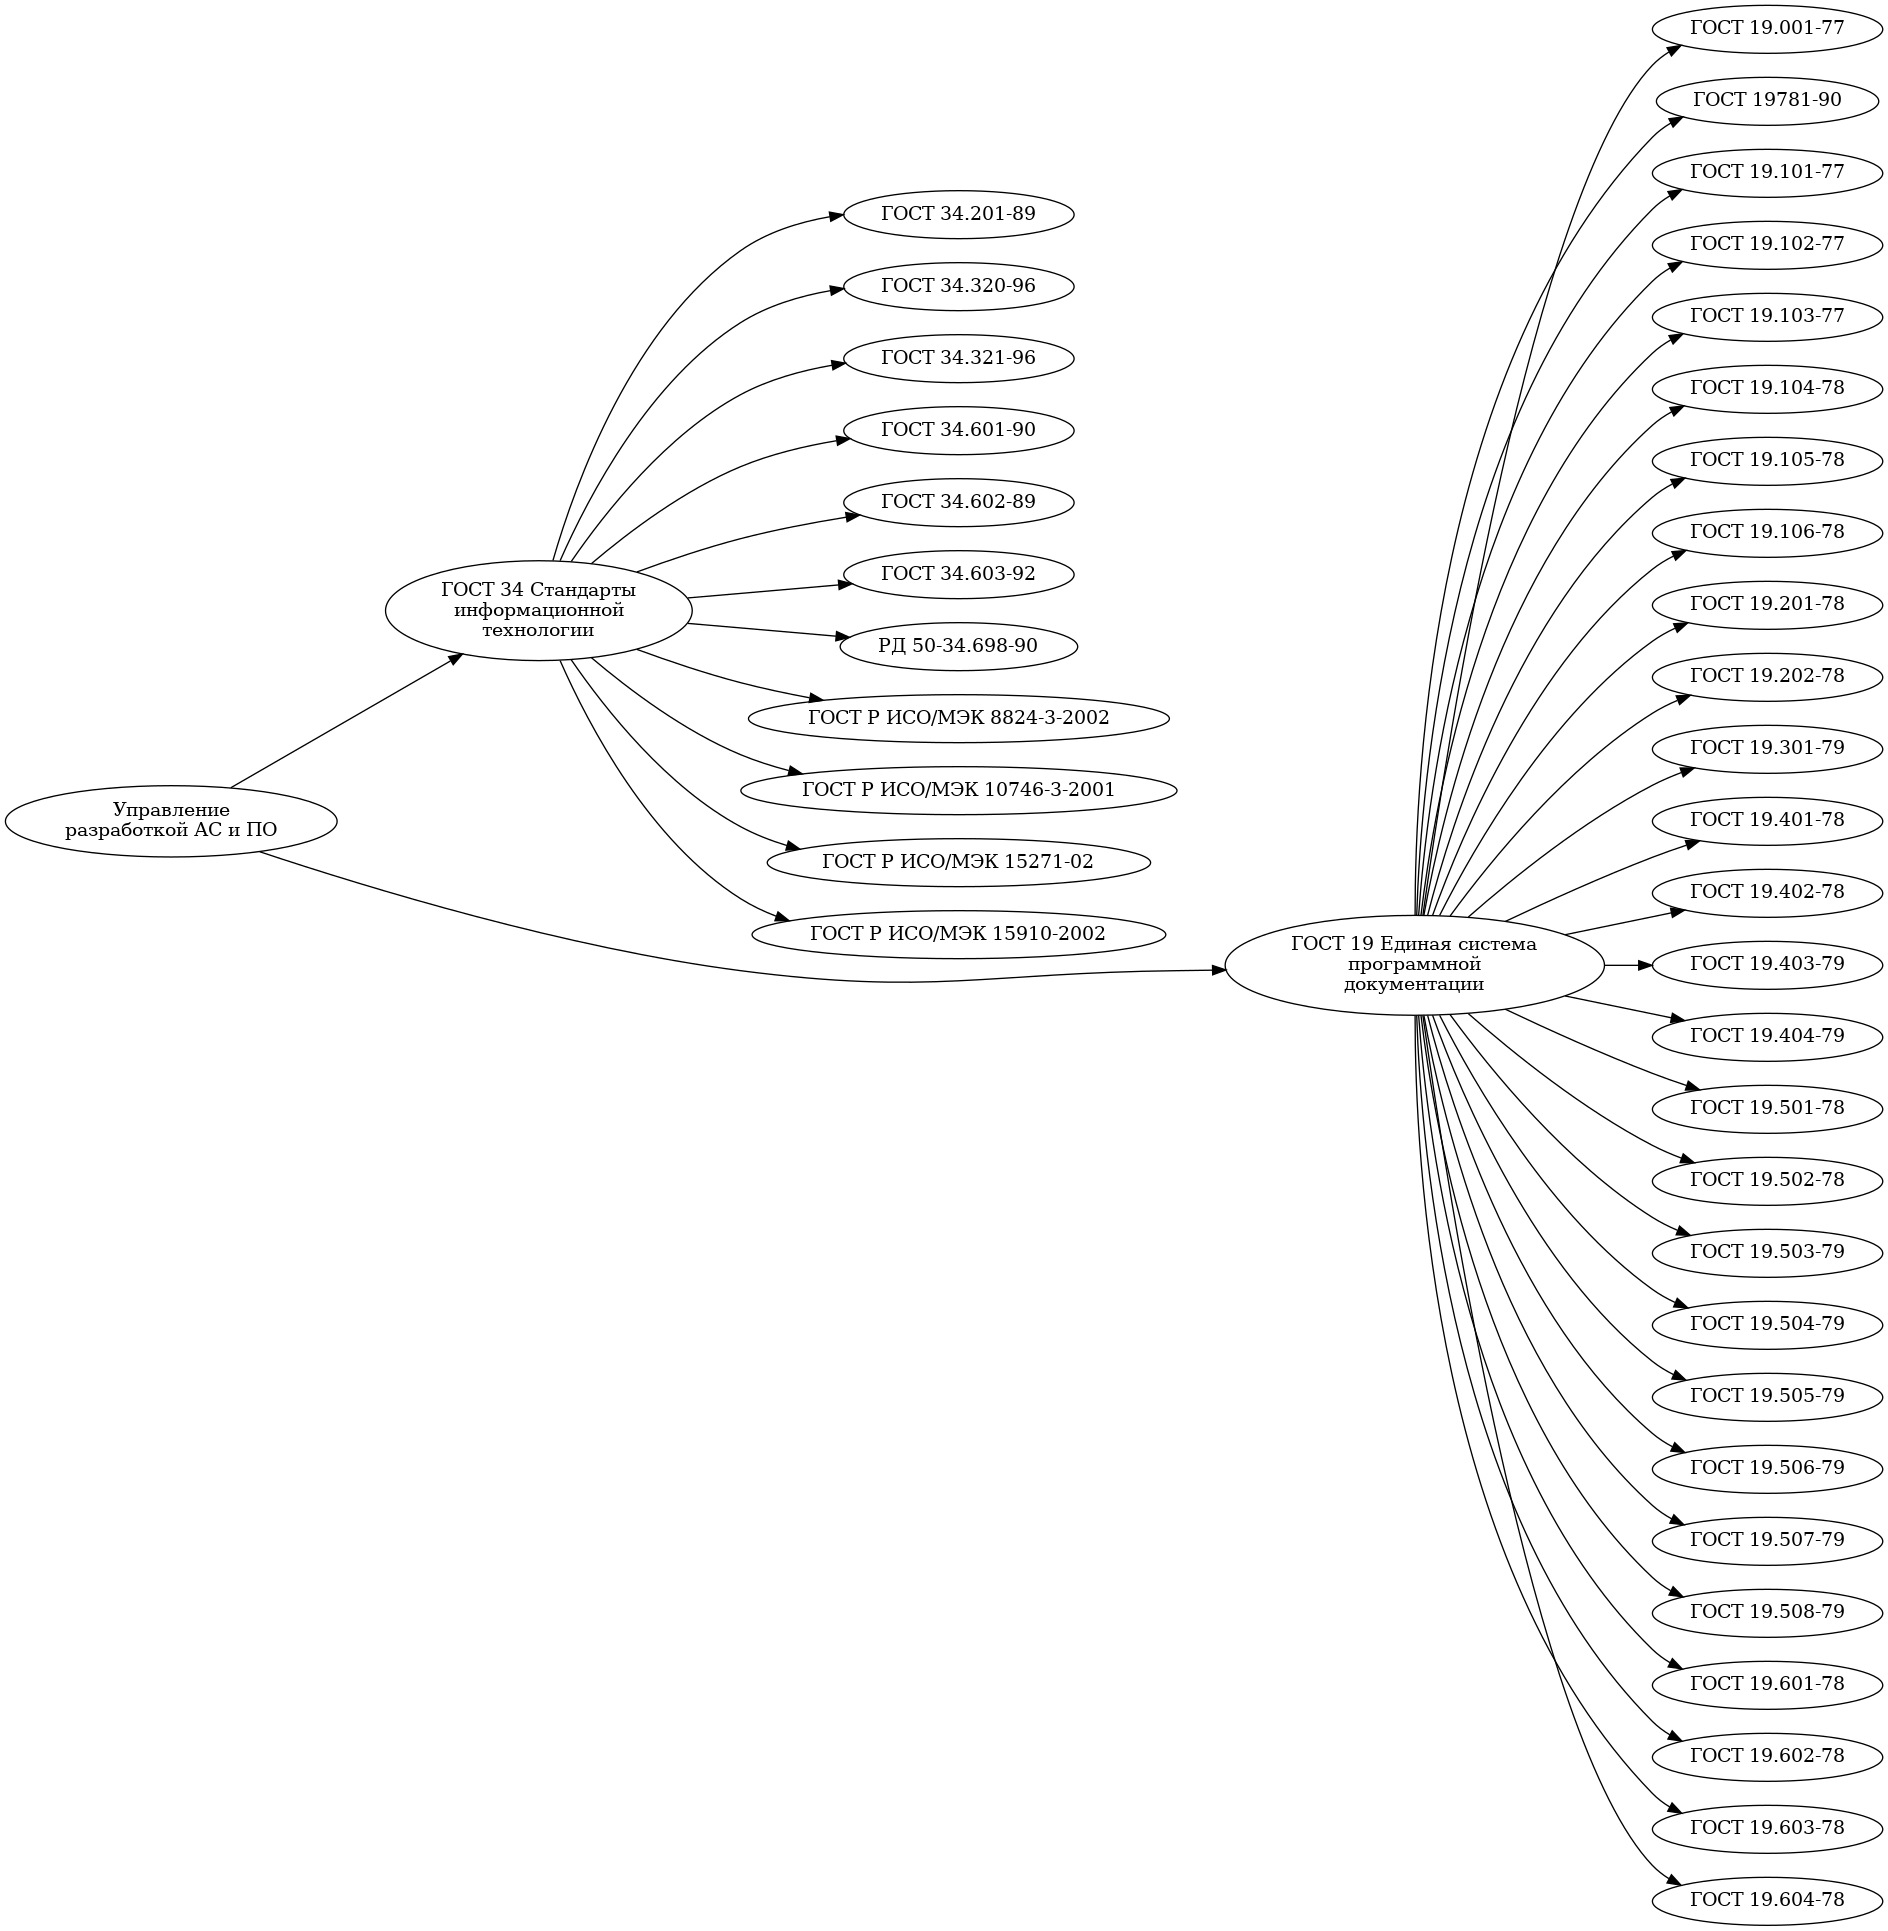 Управление
разработкой АС и ПО
ГОСТ 34 Стандарты
информационной
технологии
ГОСТ 34.201-89
ГОСТ 34.320-96
ГОСТ 34.321-96
ГОСТ 34.601-90
ГОСТ 34.602-89
ГОСТ 34.603-92
РД 50-34.698-90
ГОСТ Р ИСО/МЭК 8824-3-2002
ГОСТ Р ИСО/МЭК 10746-3-2001
ГОСТ Р ИСО/МЭК 15271-02
ГОСТ Р ИСО/МЭК 15910-2002
ГОСТ 19 Единая система
программной
документации
ГОСТ 19.001-77
ГОСТ 19781-90
ГОСТ 19.101-77
ГОСТ 19.102-77
ГОСТ 19.103-77
ГОСТ 19.104-78
ГОСТ 19.105-78
ГОСТ 19.106-78
ГОСТ 19.201-78
ГОСТ 19.202-78
ГОСТ 19.301-79
ГОСТ 19.401-78
ГОСТ 19.402-78
ГОСТ 19.403-79
ГОСТ 19.404-79
ГОСТ 19.501-78
ГОСТ 19.502-78
ГОСТ 19.503-79
ГОСТ 19.504-79
ГОСТ 19.505-79
ГОСТ 19.506-79
ГОСТ 19.507-79
ГОСТ 19.508-79
ГОСТ 19.601-78
ГОСТ 19.602-78
ГОСТ 19.603-78
ГОСТ 19.604-78